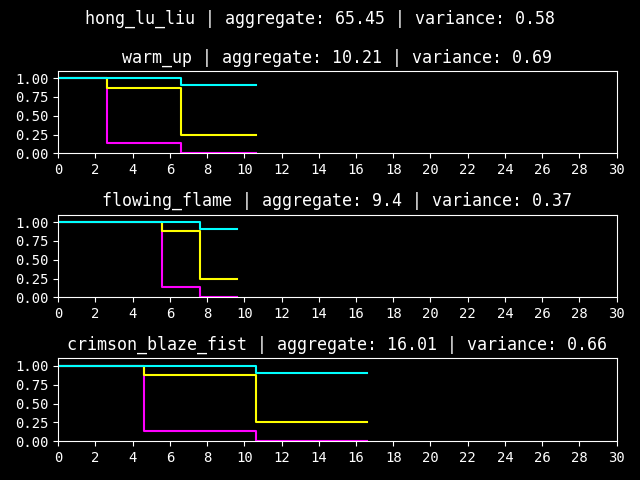 hong_lu_liu | aggregate: 65.45 | variance: 0.58
warm_up | aggregate: 10.21 | variance: 0.69
1.00
0.75
0.50
0.25
0.00
0 2 4 6 8 10 12 14 16 18 20 22 24 26 28 30
flowing_flame | aggregate: 9.4 | variance: 0.37
1.00
0.75
0.50
0.25
0.00
0 2 4 6 8 10 12 14 16 18 20 22 24 26 28 30
crimson_blaze_fist | aggregate: 16.01 | variance: 0.66
1.00
0.75
0.50
0.25
0.00
0 2 4 6 8 10 12 14 16 18 20 22 24 26 28 30